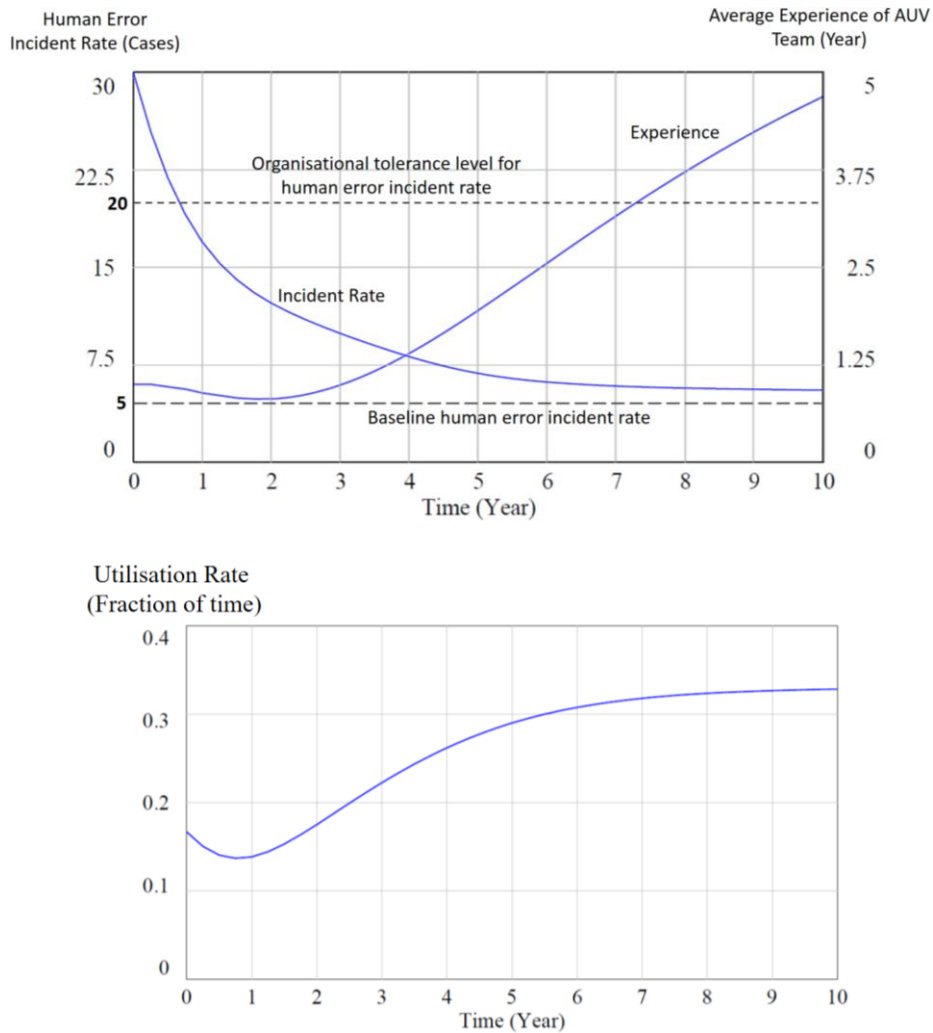 Human Error
Incident Rate (Cases)
Average Experience of AUV
Team (Year)
30
5
Experience
Organisational tolerance level for
human error incident rate
22.5
3.75
20
15
2.5
Incident Rate
7.5
1.25
5
Baseline human error incident rate
0
0
0 1 2 3 4 5 6 7 8 9 10
Time (Year)
Utilisation Rate
(Fraction of time)
0.4
0.3
0.2
0.1
0
0 1 2 3 4 5 6 7 8 9 10
Time (Year)